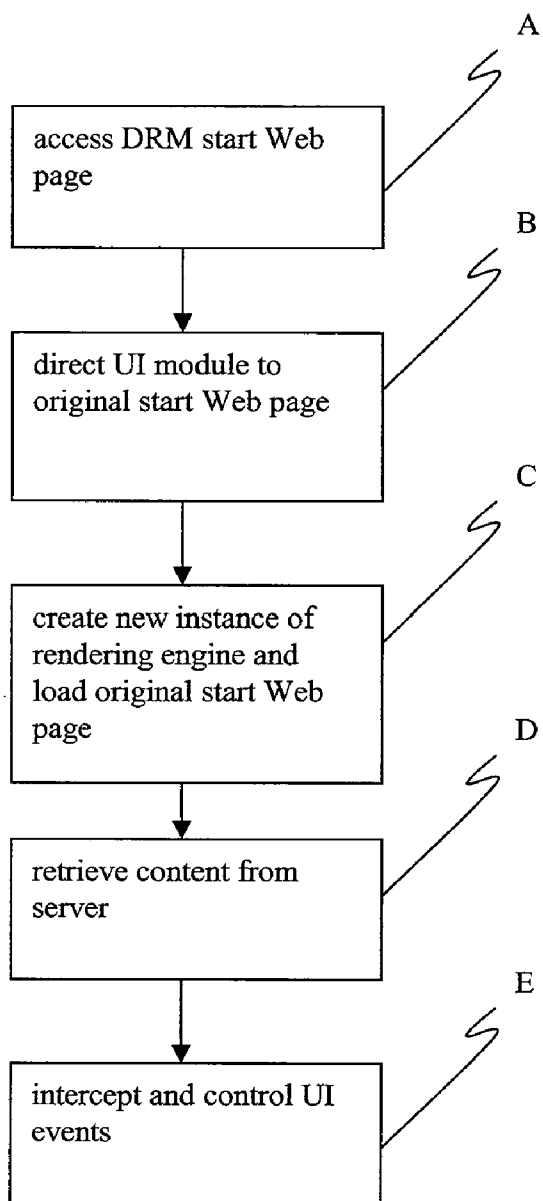 A
access DRM start Web
page
B
direct UI module to
original start Web page
C
create new instance of
rendering engine and
load original start Web
page
D
retrieve content from
server
E
intercept and control UI
events